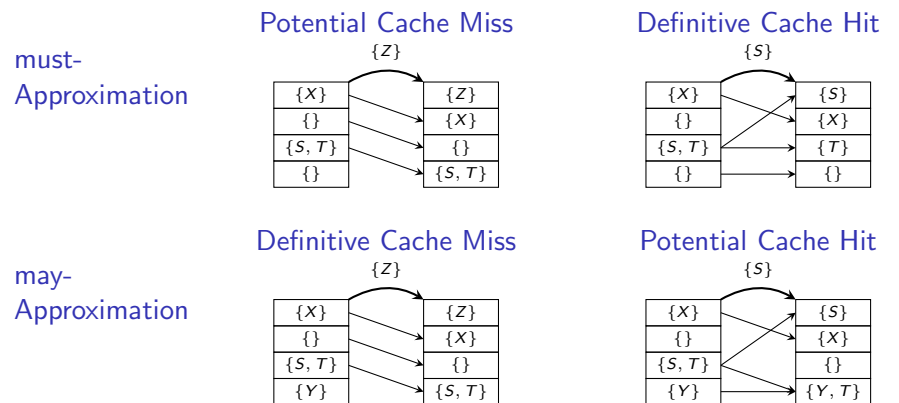 must-
Approximation
Potential Cache Miss
{Z}
{X}
{}
{S, T}
{}
{Z}
{X}
{}
{S, T}
Definitive Cache Hit
{S}
{X}
{}
{S, T}
{}
{S}
{X}
{T}
{}
may-
Approximation
Definitive Cache Miss
{Z}
{X}
{}
{S, T}
{Y}
{Z}
{X}
{}
{S, T}
Potential Cache Hit
{S}
{X}
{}
{S, T}
{Y}
{S}
{X}
{}
{Y, T}